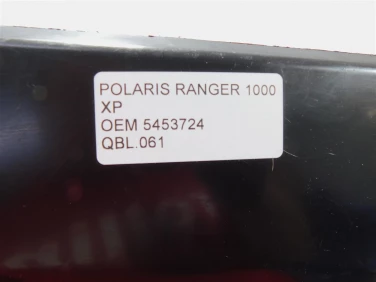 POLARIS RANGER 1000
XP
OEM 5453724
QBL.061